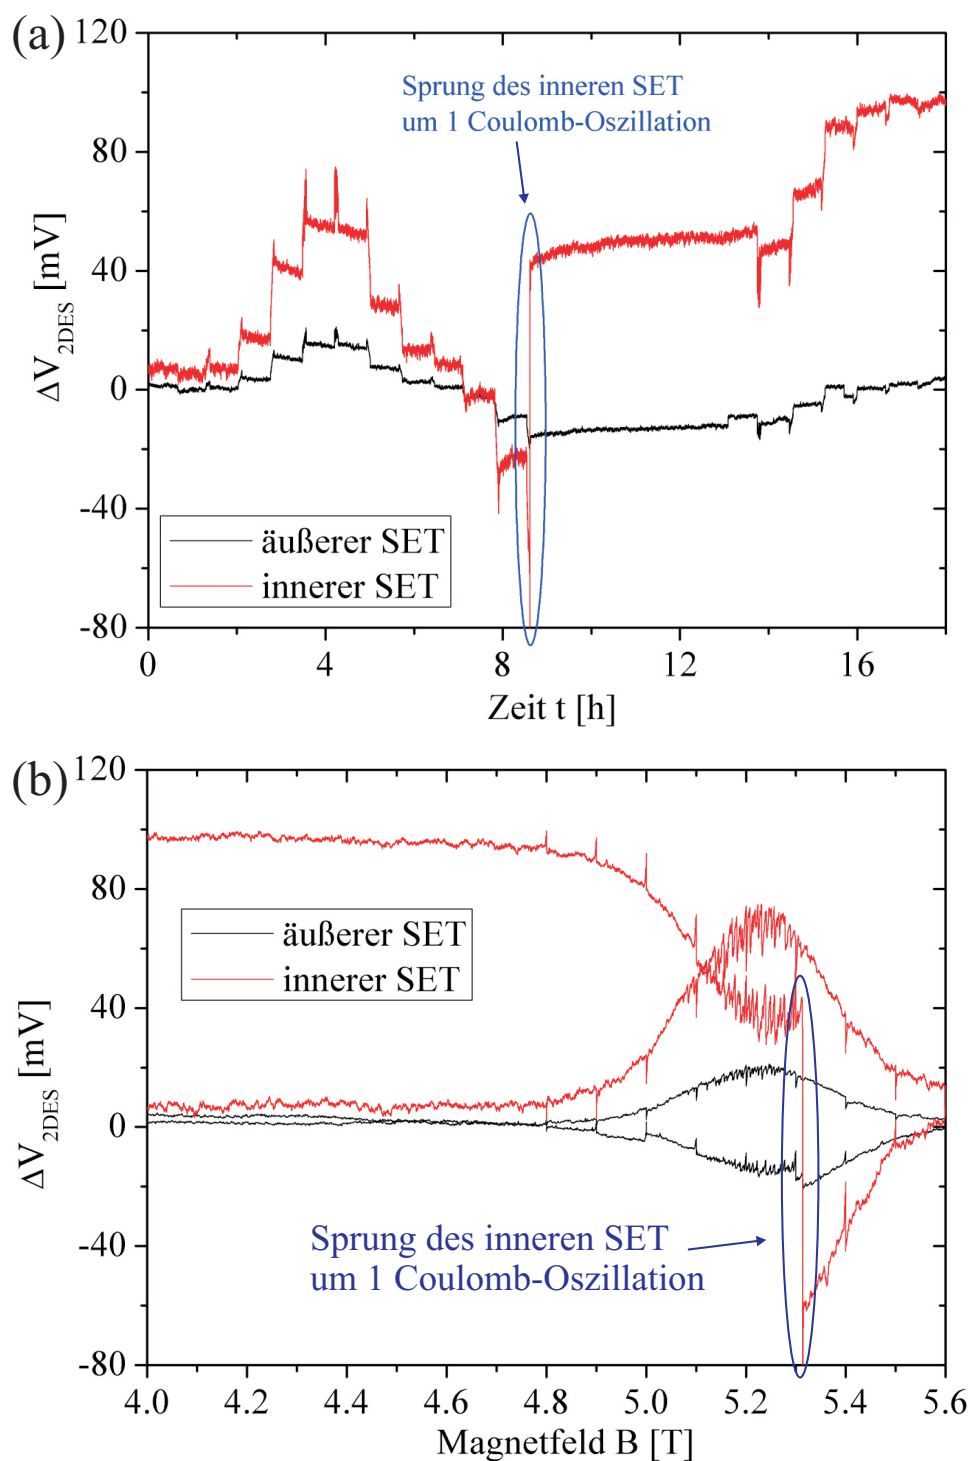 (a)
120
80
40
0
-40
-80
ΔV2DES [mV]
Sprung des inneren SET
um 1 Coulomb-Oszillation
äußerer SET
innerer SET
0 4 8 12 16
Zeit t [h]
(b)
120
80
40
0
-40
-80
ΔV2DES [mV]
äußerer SET
innerer SET
Sprung des inneren SET
um 1 Coulomb-Oszillation
4.0 4.2 4.4 4.6 4.8 5.0 5.2 5.4 5.6
Magnetfeld B [T]